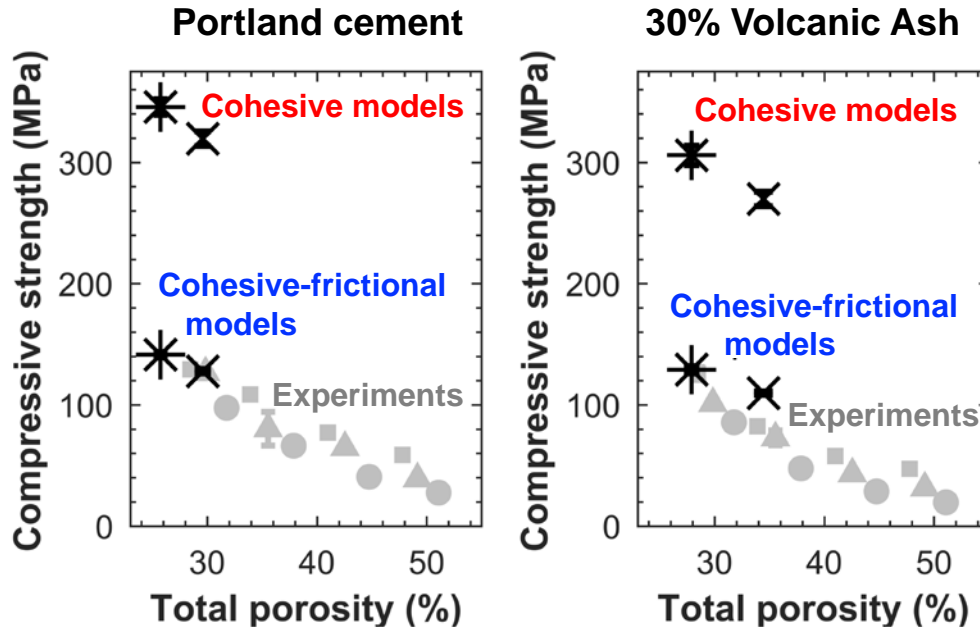 Portland cement
Compressive strength (MPa)
300
200
100
0
Cohesive models
Cohesive-frictional
models
Experiments
30
40
50
Total porosity (%)
30% Volcanic Ash
Compressive strength (MPa)
300
200
100
0
Cohesive models
Cohesive-frictional
models
Experiments
30
40
50
Total porosity (%)